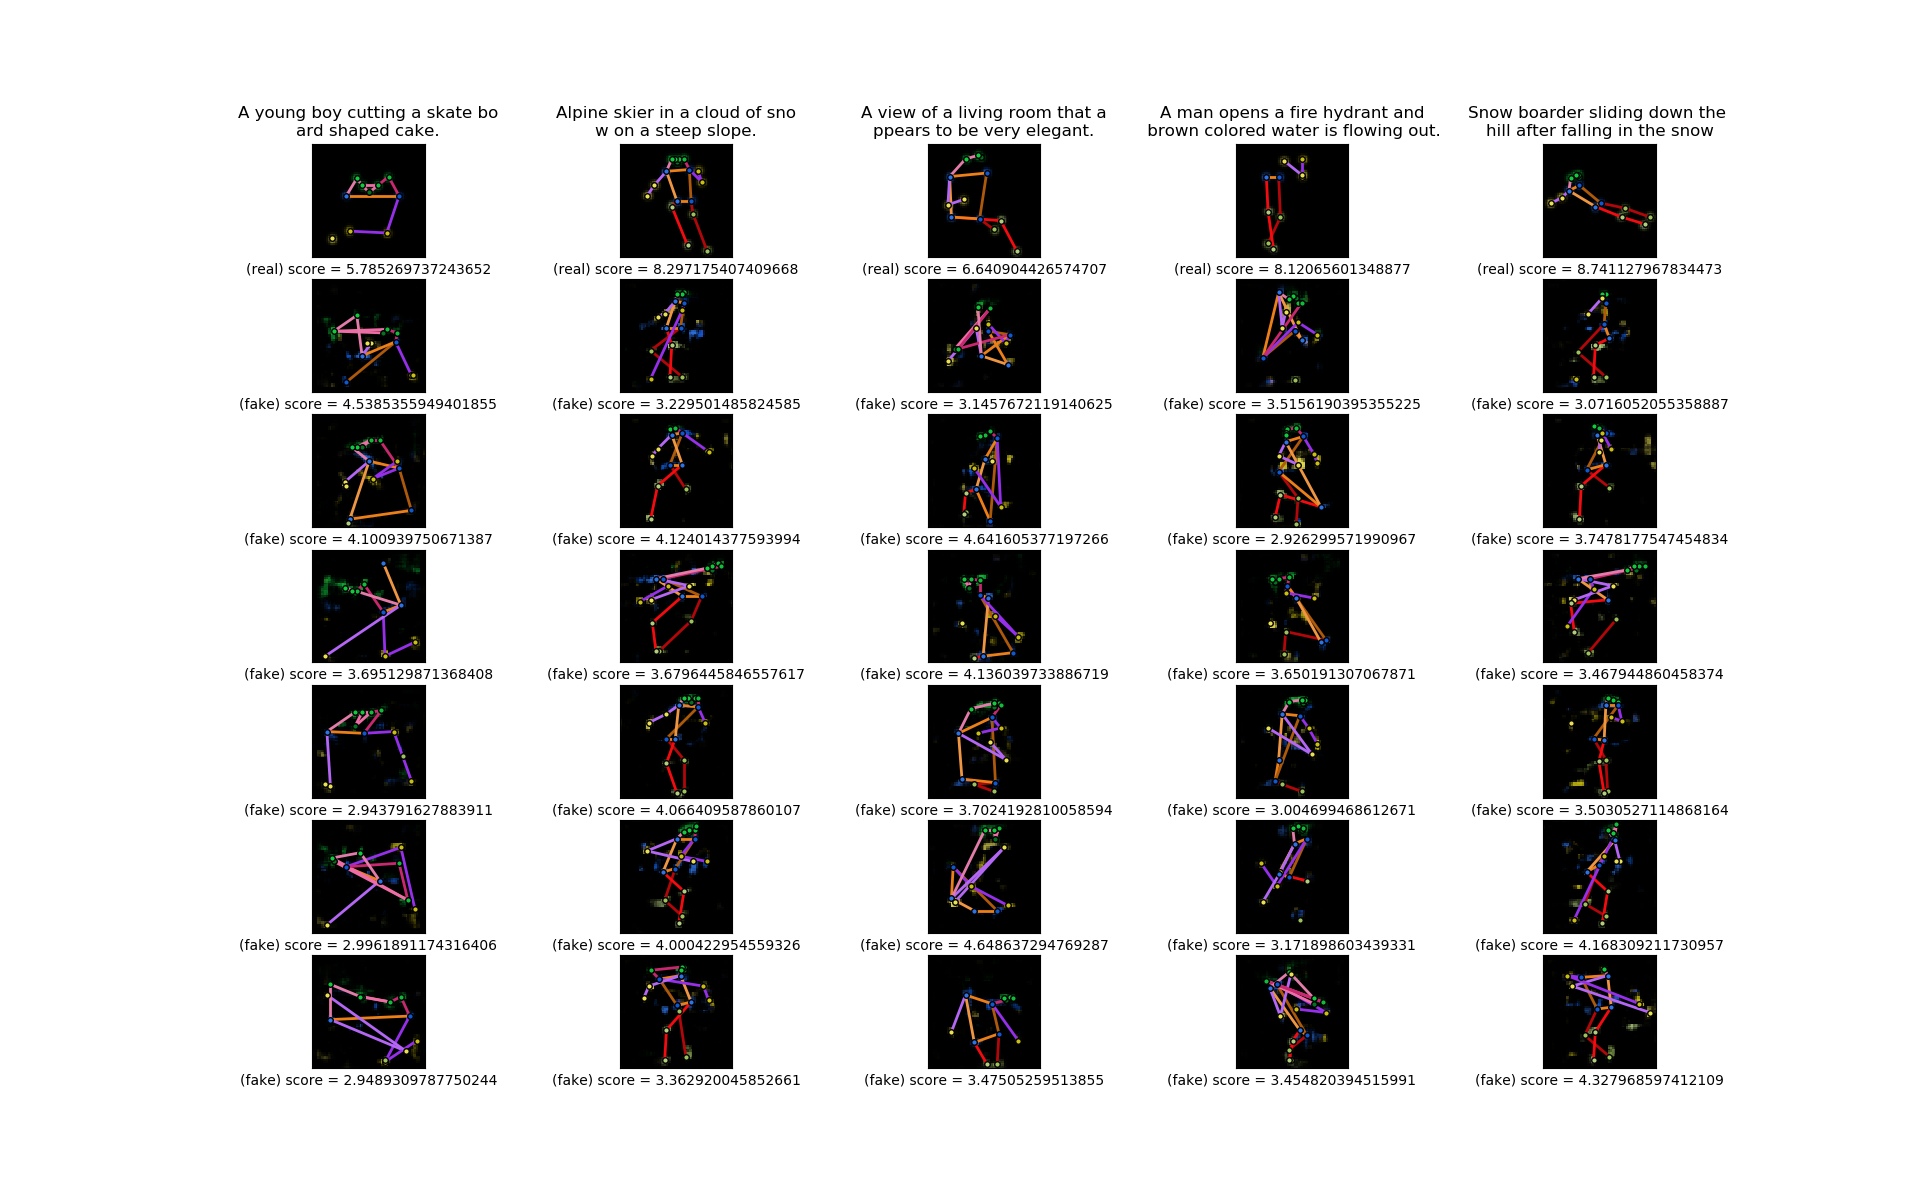 A young boy cutting a skate bo
ard shaped cake.
Alpine skier in a cloud of sno
w on a steep slope.
A view of a living room that a
ppears to be very elegant.
A man opens a fire hydrant and
brown colored water is flowing out.
Snow boarder sliding down the
hill after falling in the snow
(real) score = 5.785269737243652
(real) score = 8.297175407409668
(real) score = 6.640904426574707
(real) score = 8.12065601348877
(real) score = 8.741127967834473
(fake) score = 4.5385355949401855
(fake) score = 3.229501485824585
(fake) score = 3.1457672119140625
(fake) score = 3.5156190395355225
(fake) score = 3.0716052055358887
(fake) score = 4.100939750671387
(fake) score = 4.124014377593994
(fake) score = 4.641605377197266
(fake) score = 2.926299571990967
(fake) score = 3.7478177547454834
(fake) score = 3.695129871368408
(fake) score = 3.6796445846557617
(fake) score = 4.136039733886719
(fake) score = 3.650191307067871
(fake) score = 3.467944860458374
(fake) score = 2.943791627883911
(fake) score = 4.066409587860107
(fake) score = 3.7024192810058594
(fake) score = 3.004699468612671
(fake) score = 3.5030527114868164
(fake) score = 2.9961891174316406
(fake) score = 4.000422954559326
(fake) score = 4.648637294769287
(fake) score = 3.171898603439331
(fake) score = 4.168309211730957
(fake) score = 2.9489309787750244
(fake) score = 3.362920045852661
(fake) score = 3.47505259513855
(fake) score = 3.454820394515991
(fake) score = 4.327968597412109